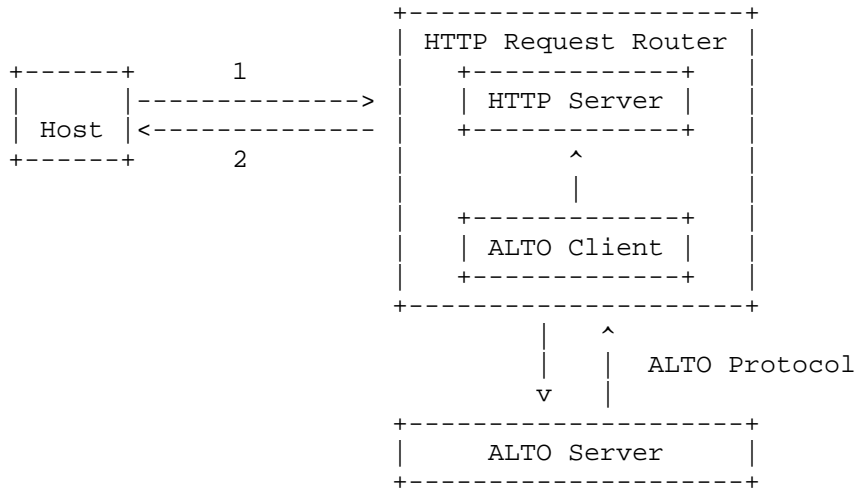 HTTP Request Router
1
HTTP Server
Host
2
ALTO Client
ALTO Protocol
ALTO Server